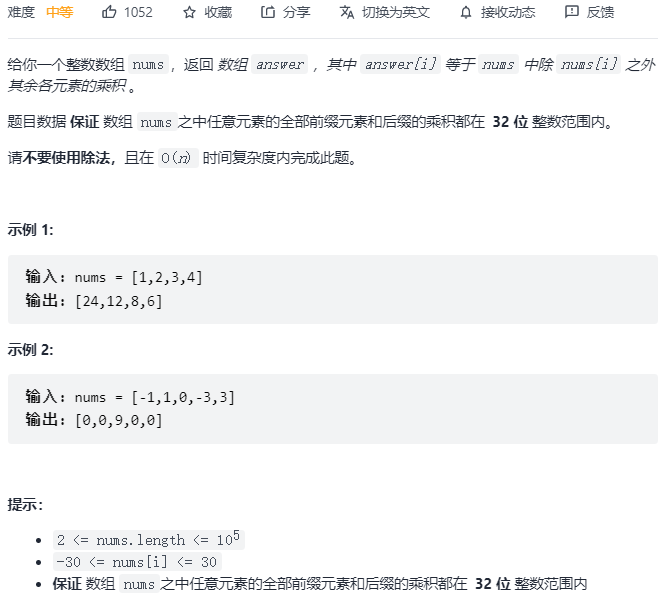 难度 中等 1052 收藏 分享 切换为英文 接收动态 反馈
给你一个整数数组 nums，返回 数组 answer ，其中 answer[i] 等于 nums 中除 nums[i] 之外
其余各元素的乘积 。
题目数据 保证 数组 nums之中任意元素的全部前缀元素和后缀的乘积都在 32 位 整数范围内。
请不要使用除法，且在 O(n) 时间复杂度内完成此题。
示例 1:
输入：nums = [1,2,3,4]
输出：[24,12,8,6]
示例 2:
输入：nums = [-1,1,0,-3,3]
输出：[0,0,9,0,0]
提示：
• 2 <= nums.length <= 10⁵
• -30 <= nums[i] <= 30
• 保证 数组 nums之中任意元素的全部前缀元素和后缀的乘积都在 32 位 整数范围内